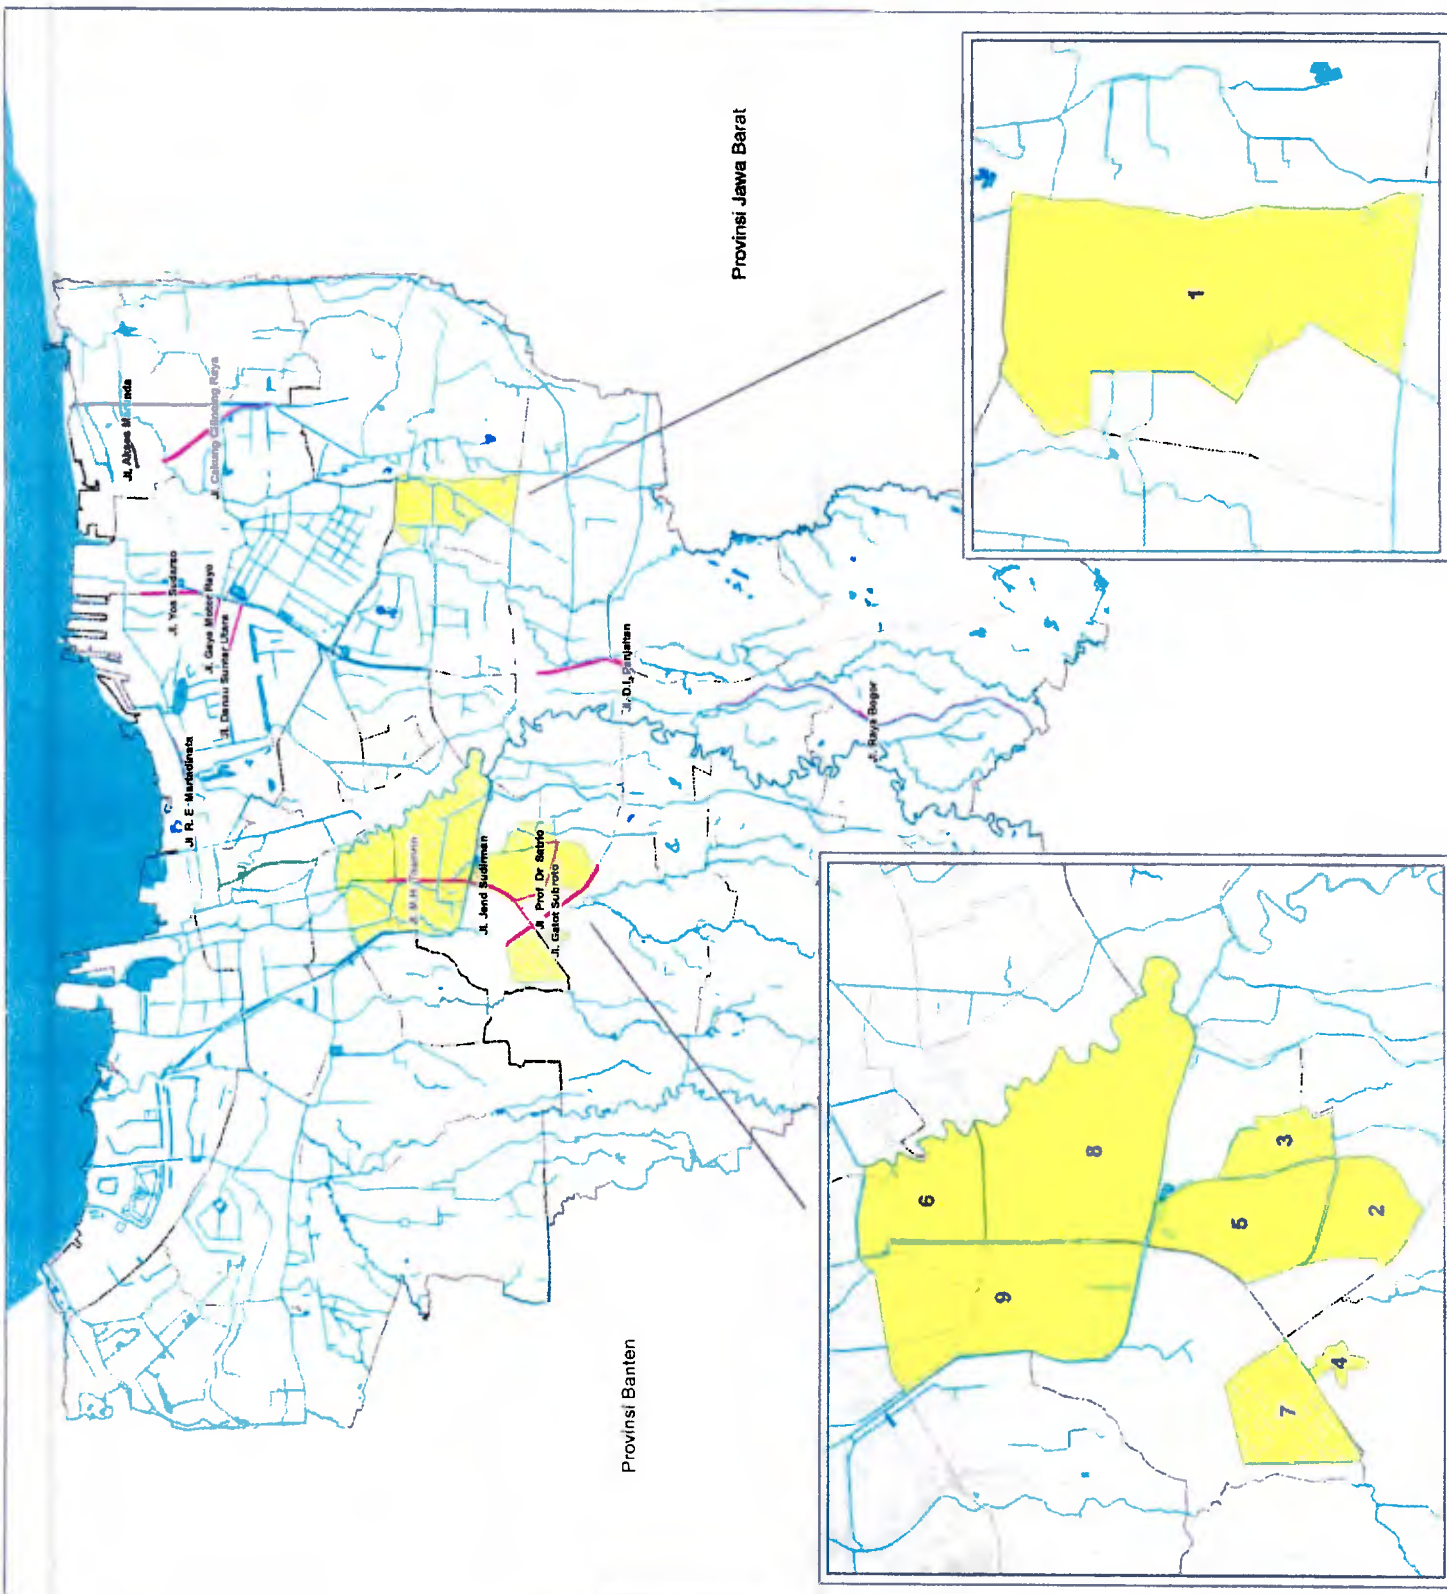 Jl. Akses Marunda
Jl. Cakung Cilincing Raya
Jl. Yos Sudarso
Jl. Gaya Motor Raya
Jl. Danau Sunter Utara
Jl R. E Martadinata
Jl. M.H. Thamrin
Jl. Jend Sudirman
Jl Prof Dr Satrio
Jl. Gatot Subroto
Jl. D.I. Panjaitan
Jl. Raya Bogor
Provinsi Jawa Barat
Provinsi Banten
1
6
8
9
3
5
2
4
7